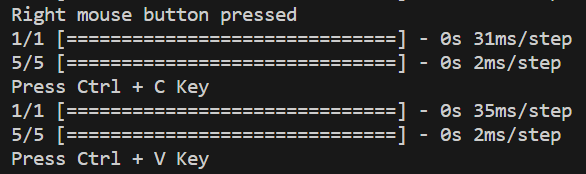 Right mouse button pressed
1/1 [==============================] - 0s 31ms/step
5/5 [==============================] - 0s 2ms/step
Press Ctrl + C Key
1/1 [==============================] - 0s 35ms/step
5/5 [==============================] - 0s 2ms/step
Press Ctrl + V Key